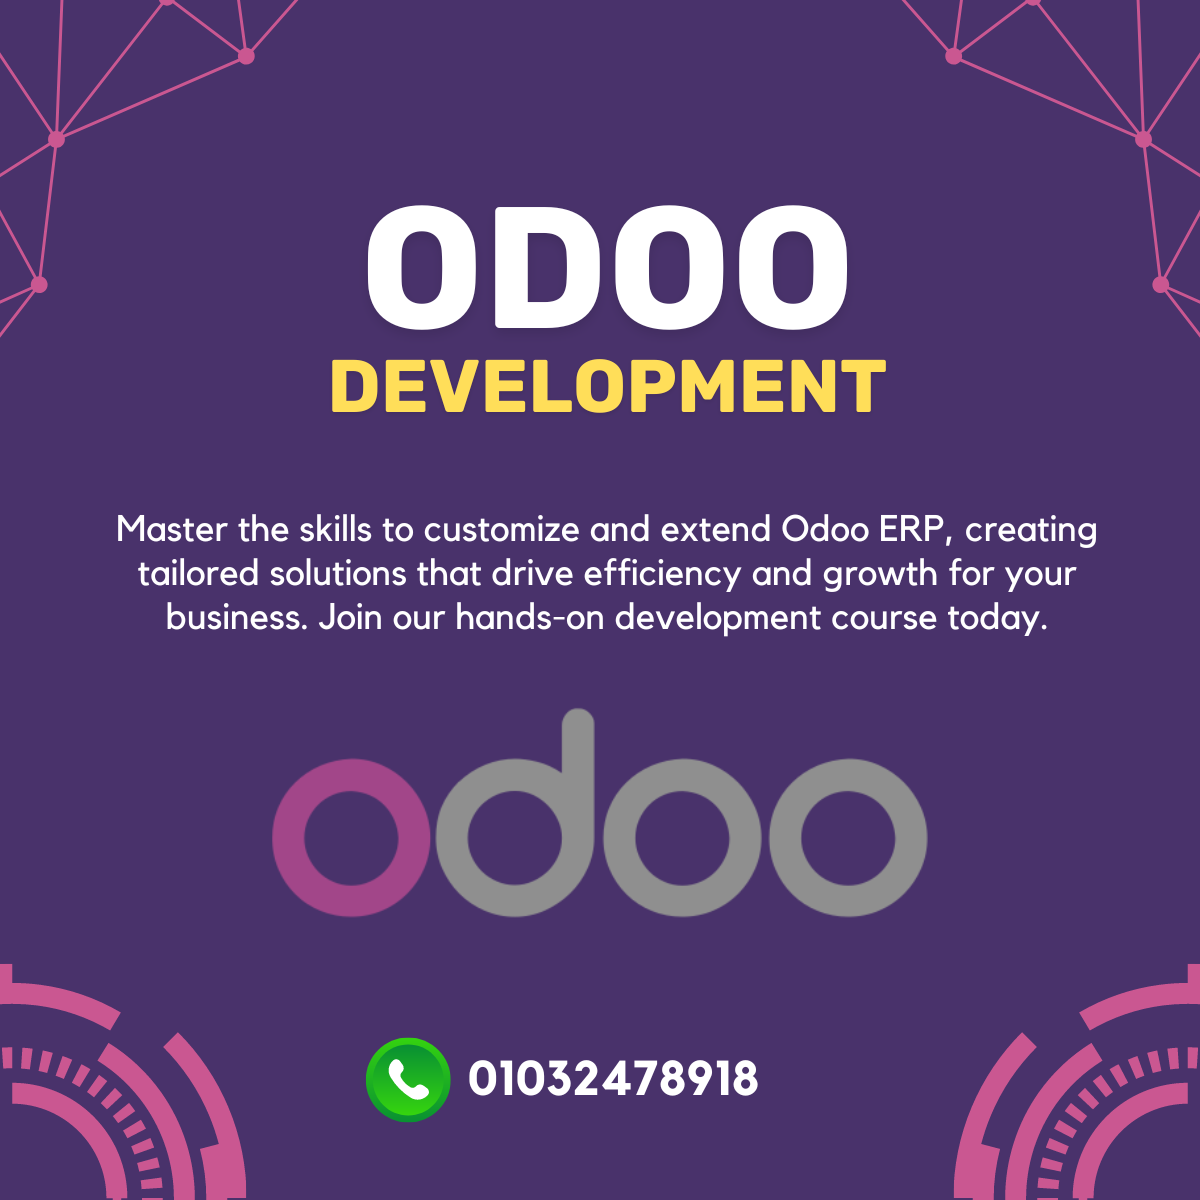 ODOO
DEVELOPMENT
Master the skills to customize and extend Odoo ERP, creating
tailored solutions that drive efficiency and growth for your
business. Join our hands-on development course today.
odoo
01032478918